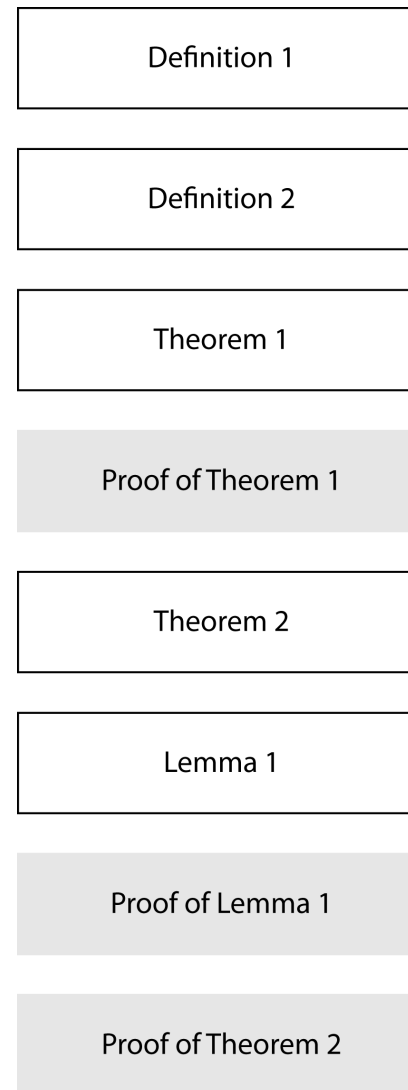 Definition 1
Definition 2
Theorem 1
Proof of Theorem 1
Theorem 2
Lemma 1
Proof of Lemma 1
Proof of Theorem 2